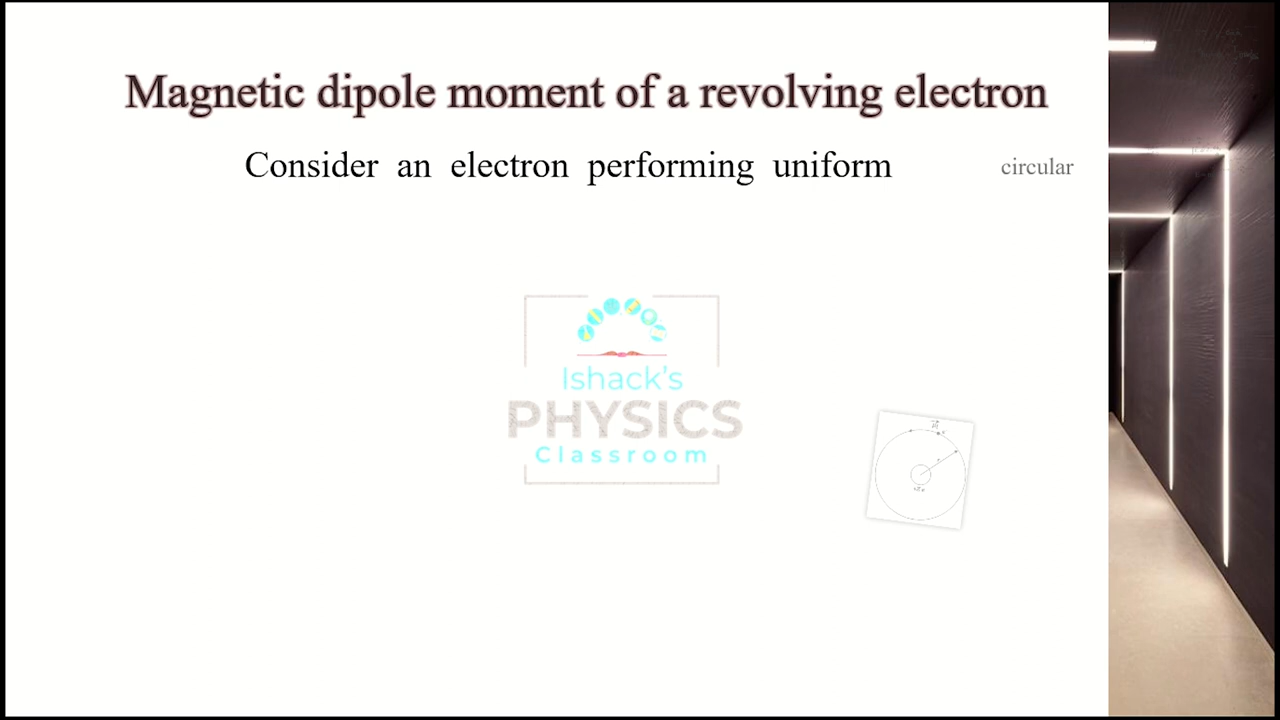 Magnetic dipole moment of a revolving electron
Consider an electron performing uniform circular
Ishack's
PHYSICS
Classroom